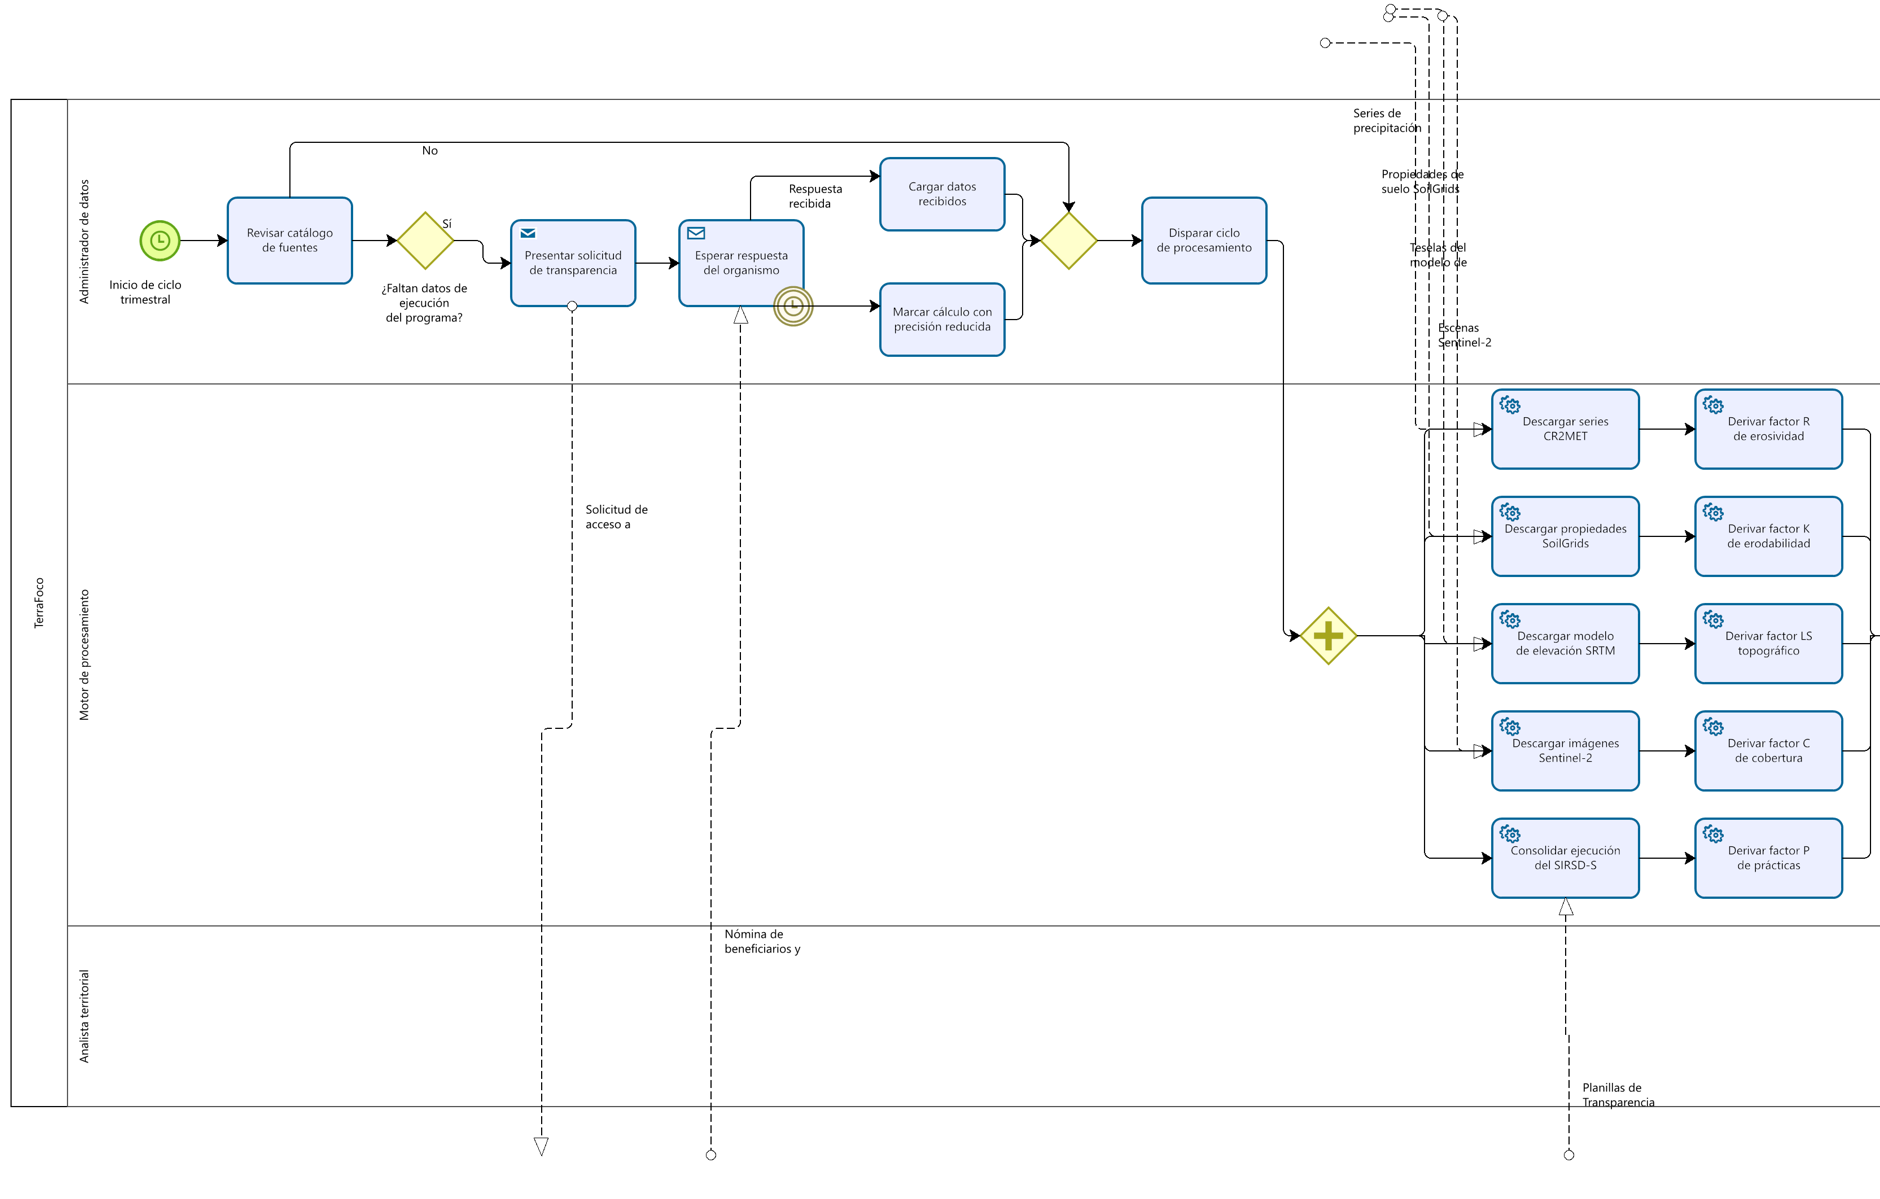 TerraFoco
Administrador de datos
Motor de procesamiento
Analista territorial
Inicio de ciclo
trimestral
Revisar catálogo
de fuentes
No
Sí
¿Faltan datos de
ejecución
del programa?
Presentar solicitud
de transparencia
Esperar respuesta
del organismo
Respuesta
recibida
Cargar datos
recibidos
Marcar cálculo con
precisión reducida
Disparar ciclo
de procesamiento
Series de
precipitación
Propiedades de
suelo SoilGrids
Teselas del
modelo de
Escenas
Sentinel-2
Solicitud de
acceso a
Nómina de
beneficiarios y
Descargar series
CR2MET
Derivar factor R
de erosividad
Descargar propiedades
SoilGrids
Derivar factor K
de erodabilidad
Descargar modelo
de elevación SRTM
Derivar factor LS
topográfico
Descargar imágenes
Sentinel-2
Derivar factor C
de cobertura
Consolidar ejecución
del SIRSD-S
Derivar factor P
de prácticas
Planillas de
Transparencia